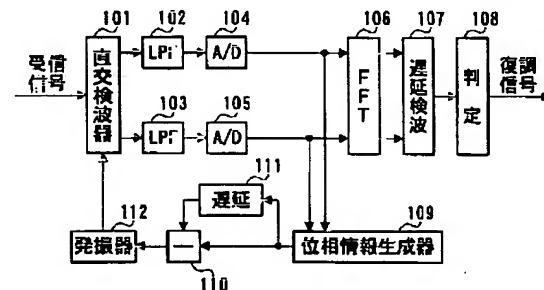 101
102
104
106
107
108
受信
信号
直交検波器
LPF
A/D
FFT
遅延検波
判定
復調
信号
103
105
LPF
A/D
111
遅延
112
109
発振器
—
位相情報生成器
110